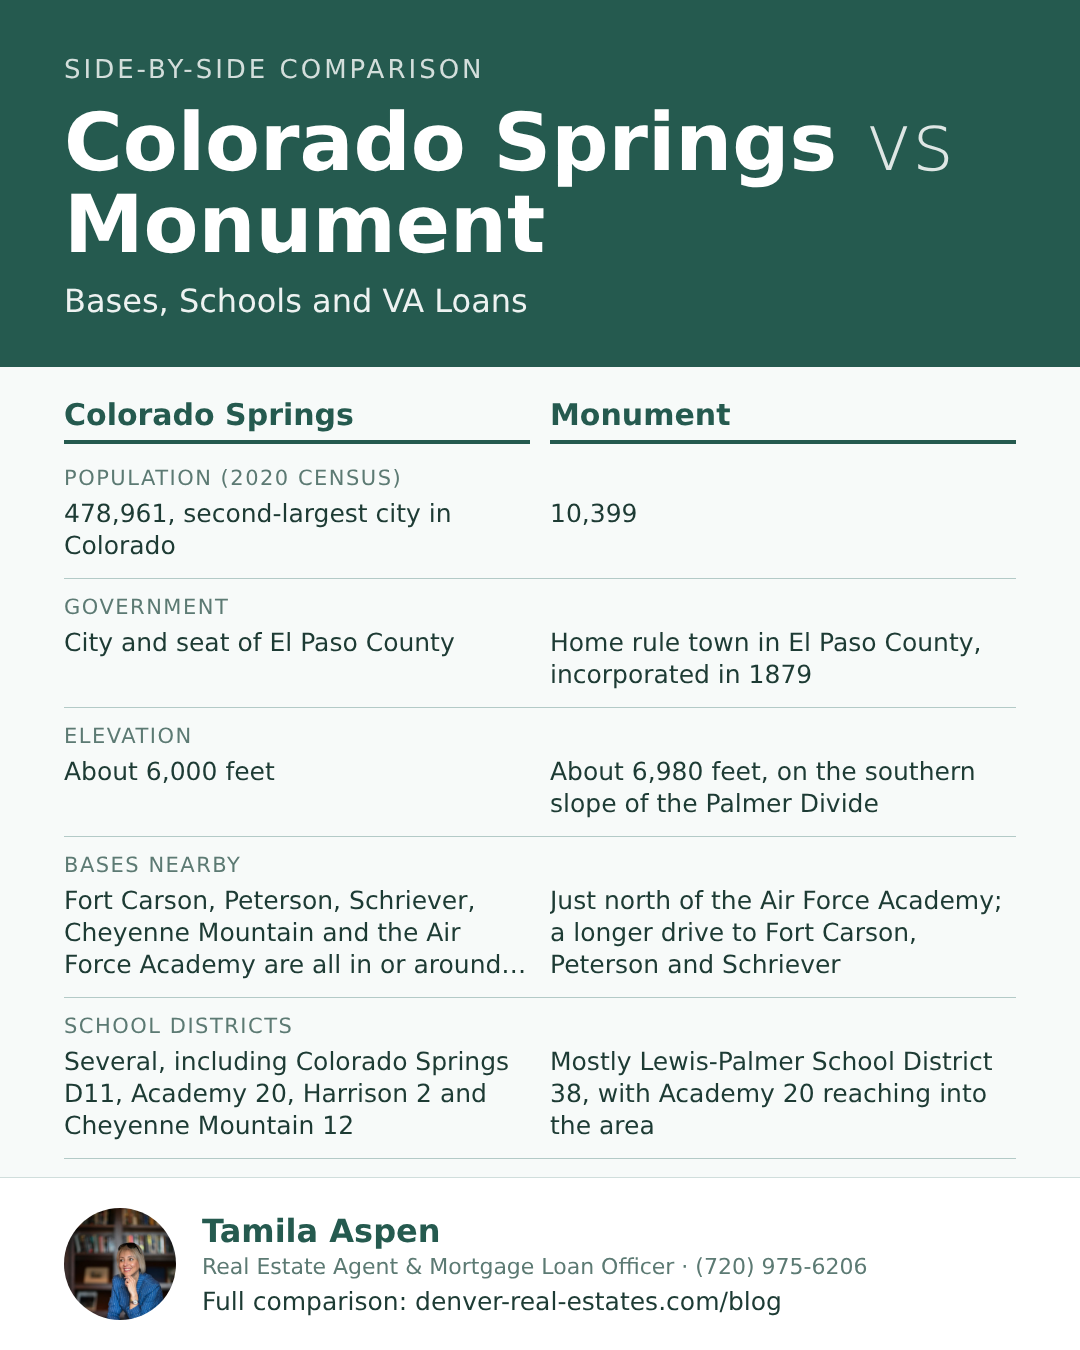 SIDE-BY-SIDE COMPARISON
Colorado Springs VS
Monument
Bases, Schools and VA Loans
Colorado Springs
Monument
POPULATION (2020 CENSUS)
478,961, second-largest city in
Colorado
10,399
GOVERNMENT
City and seat of El Paso County
Home rule town in El Paso County,
incorporated in 1879
ELEVATION
About 6,000 feet
About 6,980 feet, on the southern
slope of the Palmer Divide
BASES NEARBY
Fort Carson, Peterson, Schriever,
Cheyenne Mountain and the Air
Force Academy are all in or around…
Just north of the Air Force Academy;
a longer drive to Fort Carson,
Peterson and Schriever
SCHOOL DISTRICTS
Several, including Colorado Springs
D11, Academy 20, Harrison 2 and
Cheyenne Mountain 12
Mostly Lewis-Palmer School District
38, with Academy 20 reaching into
the area
Tamila Aspen
Real Estate Agent & Mortgage Loan Officer · (720) 975-6206
Full comparison: denver-real-estates.com/blog